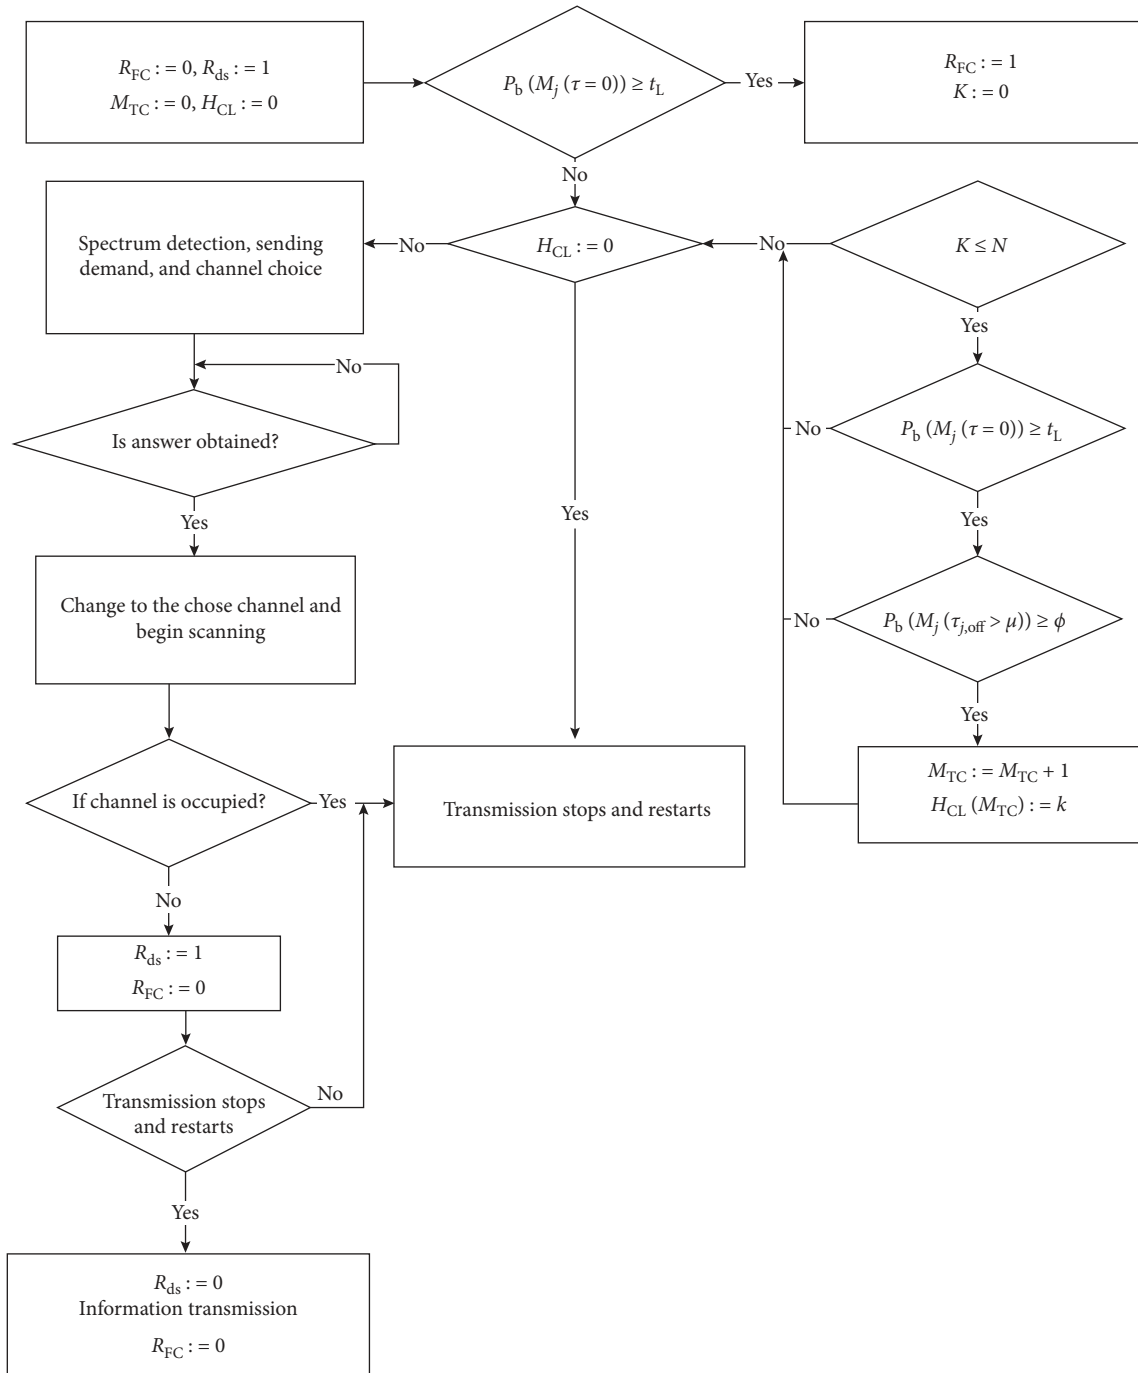 R_FC : = 0, R_ds : = 1
M_TC : = 0, H_CL : = 0
P_b (M_j (τ = 0)) ≥ t_L
Yes
R_FC : = 1
K : = 0
No
Spectrum detection, sending
demand, and channel choice
No
H_CL : = 0
No
K ≤ N
Yes
No
Is answer obtained?
No
P_b (M_j (τ = 0)) ≥ t_L
Yes
Yes
Yes
Change to the chose channel and
begin scanning
No
P_b (M_j (τ_j,off > μ)) ≥ ϕ
Yes
If channel is occupied?
Yes
Transmission stops and restarts
M_TC : = M_TC + 1
H_CL (M_TC) : = k
No
R_ds : = 1
R_FC : = 0
Transmission stops
and restarts
No
Yes
R_ds : = 0
Information transmission
R_FC : = 0